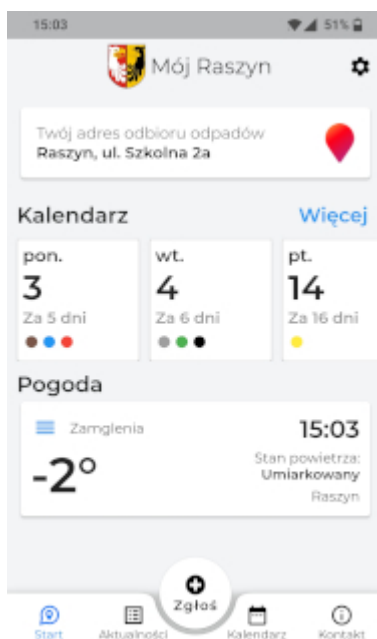 15:03 51%
Mój Raszyn
Twój adres odbioru odpadów
Raszyn, ul. Szkolna 2a
Kalendarz Więcej
pon. wt. pt.
3 4 14
Za 5 dni Za 6 dni Za 16 dni
Pogoda
Zamglenia 15:03
-2° Stan powietrza:
Umiarkowany
Raszyn
Zgłoś
Start Aktualności Kalendarz Kontakt